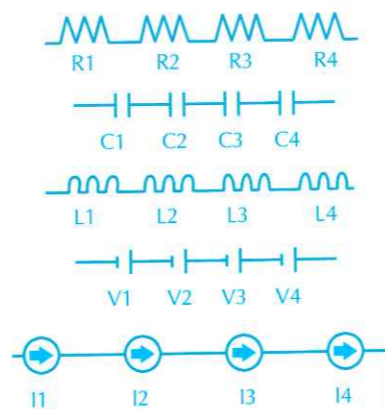 R1 R2 R3 R4
C1 C2 C3 C4
L1 L2 L3 L4
V1 V2 V3 V4
I1 I2 I3 I4